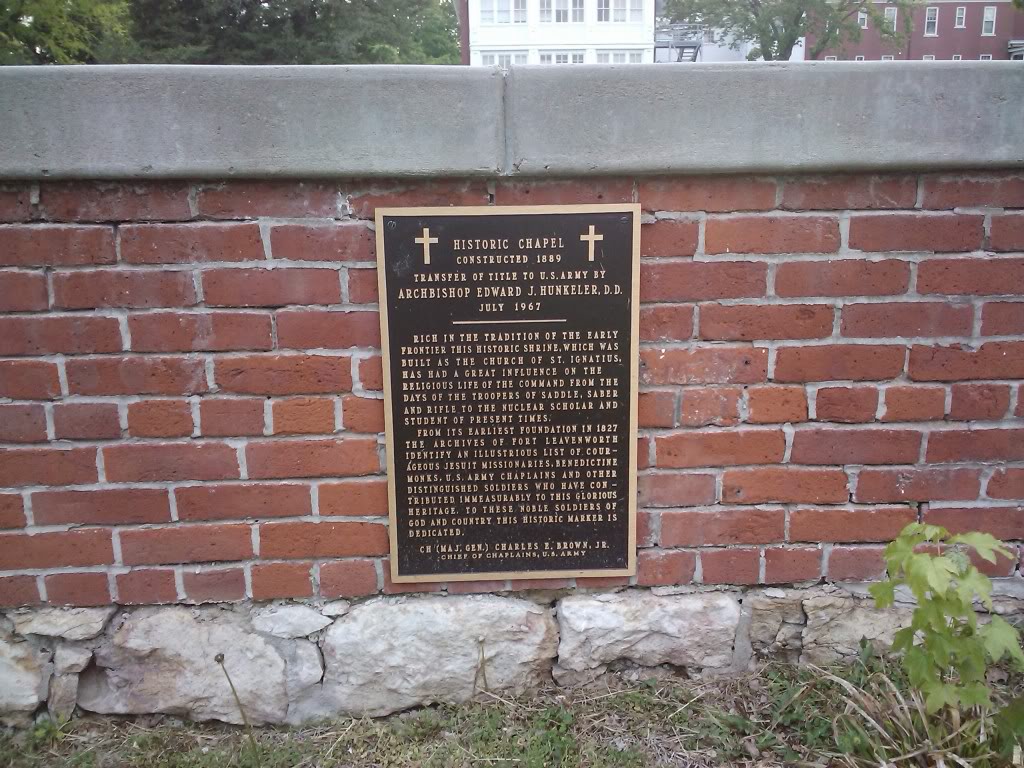 HISTORIC CHAPEL
CONSTRUCTED 1889
TRANSFER OF TITLE TO U.S. ARMY BY
ARCHBISHOP EDWARD J. HUNKELER, D.D.
JULY 1967
RICH IN THE TRADITION OF THE EARLY
FRONTIER THIS HISTORIC SHRINE, WHICH WAS
BUILT AS THE CHURCH OF ST. IGNATIUS,
HAS HAD A GREAT INFLUENCE ON THE
RELIGIOUS LIFE OF THE COMMAND FROM THE
DAYS OF THE TROOPERS OF SADDLE, SABER
AND RIFLE TO THE NUCLEAR SCHOLAR AND
STUDENT OF PRESENT TIMES.
FROM ITS EARLIEST FOUNDATION IN 1827
THE ARCHIVES OF FORT LEAVENWORTH
IDENTIFY AN ILLUSTRIOUS LIST OF COUR-
AGEOUS JESUIT MISSIONARIES, BENEDICTINE
MONKS, U.S. ARMY CHAPLAINS AND OTHER
DISTINGUISHED SOLDIERS WHO HAVE CON-
TRIBUTED IMMEASURABLY TO THIS GLORIOUS
HERITAGE. TO THESE NOBLE SOLDIERS OF
GOD AND COUNTRY THIS HISTORIC MARKER IS
DEDICATED.
CH (MAJ. GEN.) CHARLES E. BROWN, JR.
CHIEF OF CHAPLAINS, U.S. ARMY